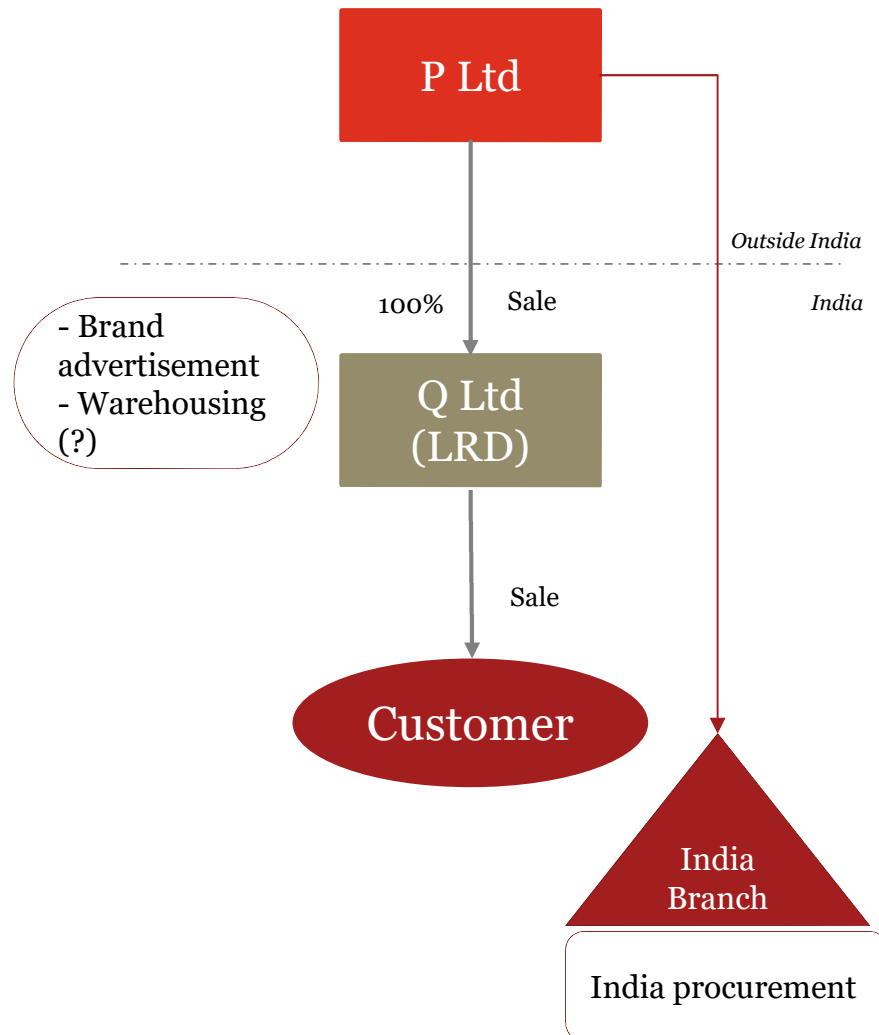 P Ltd
Outside India
India
100%
Sale
- Brand
advertisement
- Warehousing
(?)
Q Ltd
(LRD)
Sale
Customer
India
Branch
India procurement